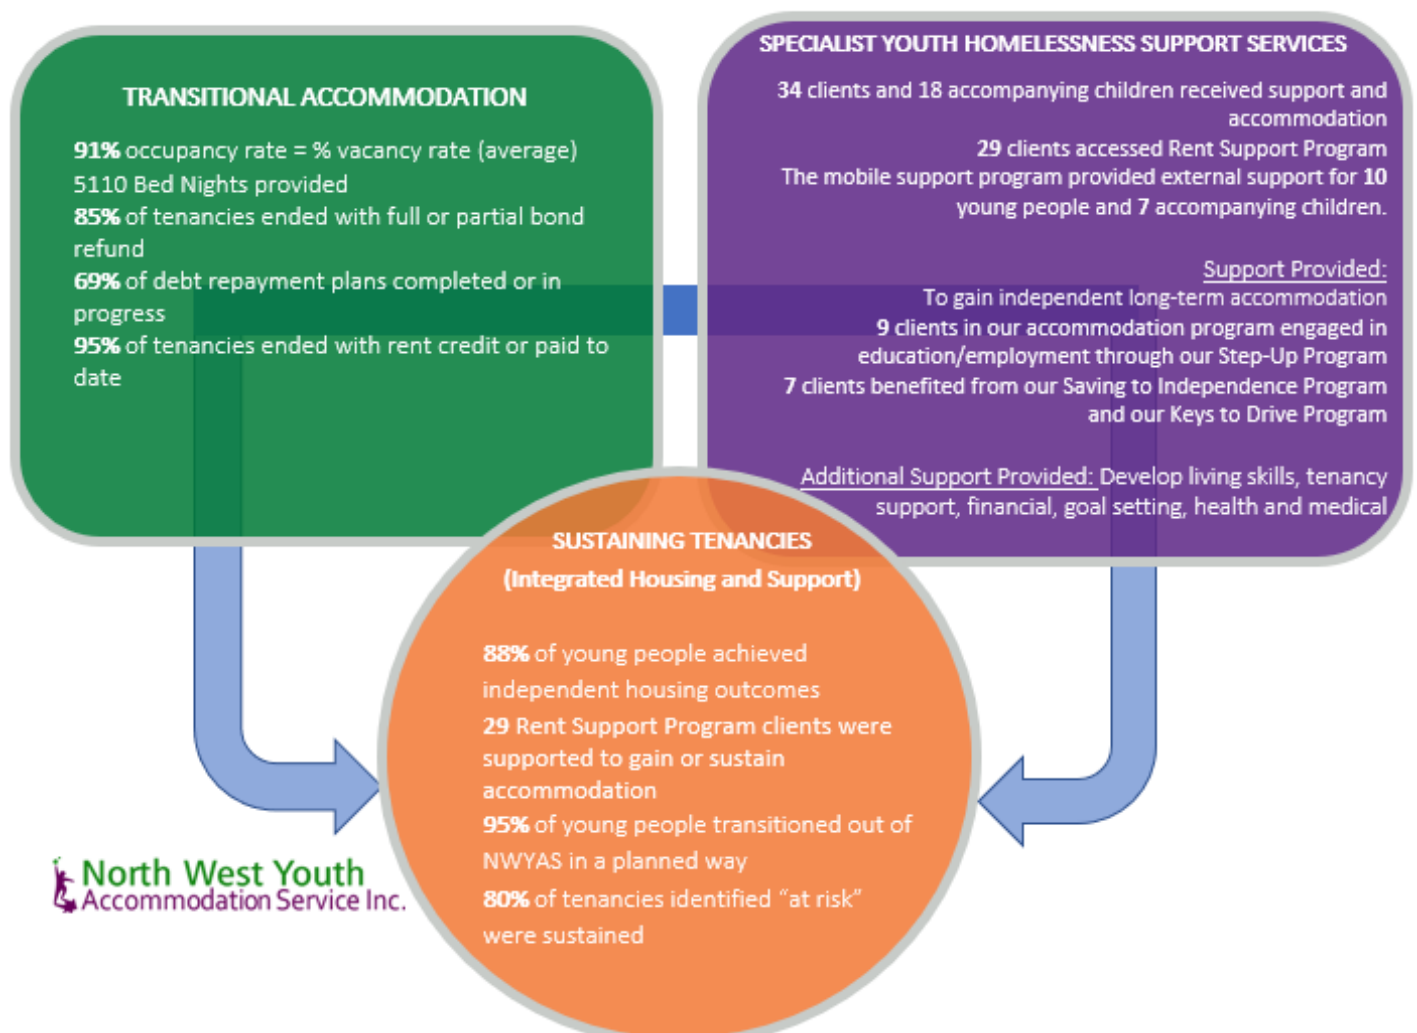 TRANSITIONAL ACCOMMODATION
91% occupancy rate = % vacancy rate (average)
5110 Bed Nights provided
85% of tenancies ended with full or partial bond
refund
69% of debt repayment plans completed or in
progress
95% of tenancies ended with rent credit or paid to
date
SPECIALIST YOUTH HOMELESSNESS SUPPORT SERVICES
34 clients and 18 accompanying children received support and
accommodation
29 clients accessed Rent Support Program
The mobile support program provided external support for 10
young people and 7 accompanying children.
Support Provided:
To gain independent long-term accommodation
9 clients in our accommodation program engaged in
education/employment through our Step-Up Program
7 clients benefited from our Saving to Independence Program
and our Keys to Drive Program
Additional Support Provided: Develop living skills, tenancy
support, financial, goal setting, health and medical
SUSTAINING TENANCIES
(Integrated Housing and Support)
88% of young people achieved
independent housing outcomes
29 Rent Support Program clients were
supported to gain or sustain
accommodation
95% of young people transitioned out of
NWYAS in a planned way
80% of tenancies identified “at risk”
were sustained
North West Youth
Accommodation Service Inc.